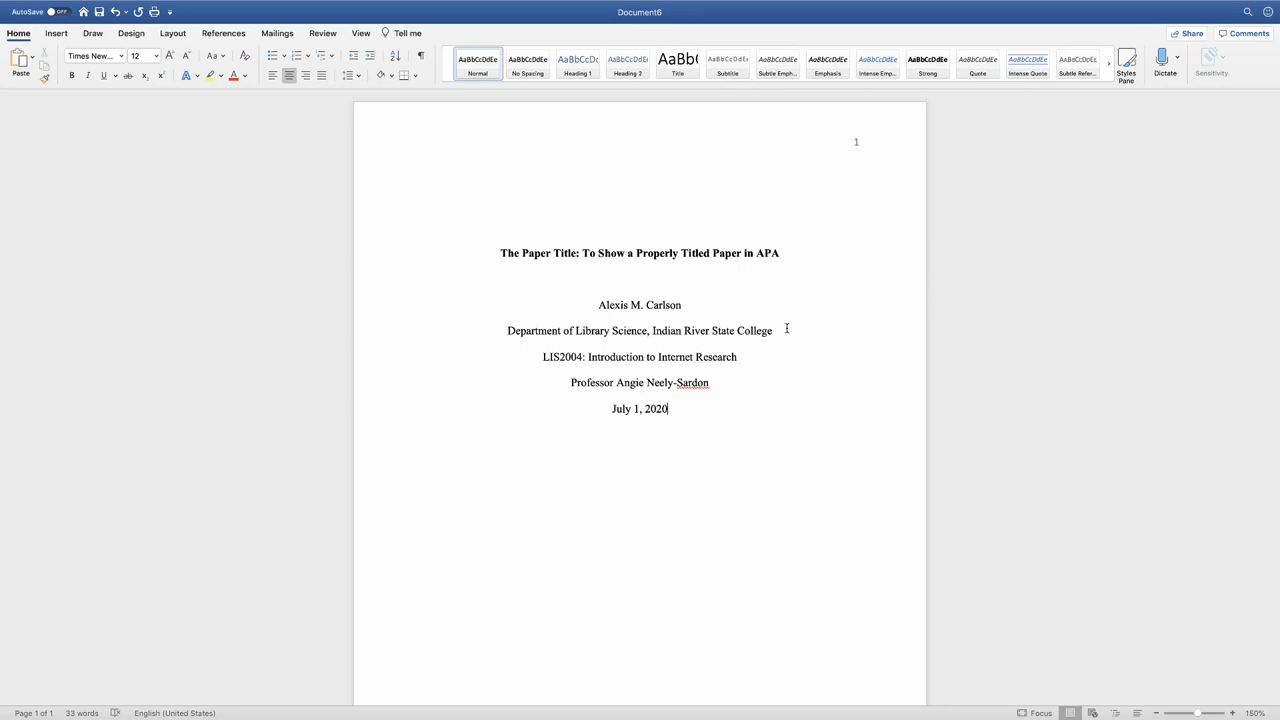 AutoSave OFF
Document6
Home Insert Draw Design Layout References Mailings Review View Tell me
Share Comments
Paste
Times New... 12
AaBbCcDdEe AaBbCcDdEe AaBbCcDc AaBbCcDdEe AaBb( AaBbCcDdEe AaBbCcDdEe AaBbCcDdEe AaBbCcDdEe AaBbCcDdEe AaBbCcDdEe AaBbCcDdEe AaBbCcDdEe
Normal No Spacing Heading 1 Heading 2 Title Subtitle Subtle Emph... Emphasis Intense Emp... Strong Quote Intense Quote Subtle Refer...
Styles Pane
Dictate
Sensitivity
1
The Paper Title: To Show a Properly Titled Paper in APA
Alexis M. Carlson
Department of Library Science, Indian River State College
LIS2004: Introduction to Internet Research
Professor Angie Neely-Sardon
July 1, 2020
Page 1 of 1 33 words English (United States) Focus 150%